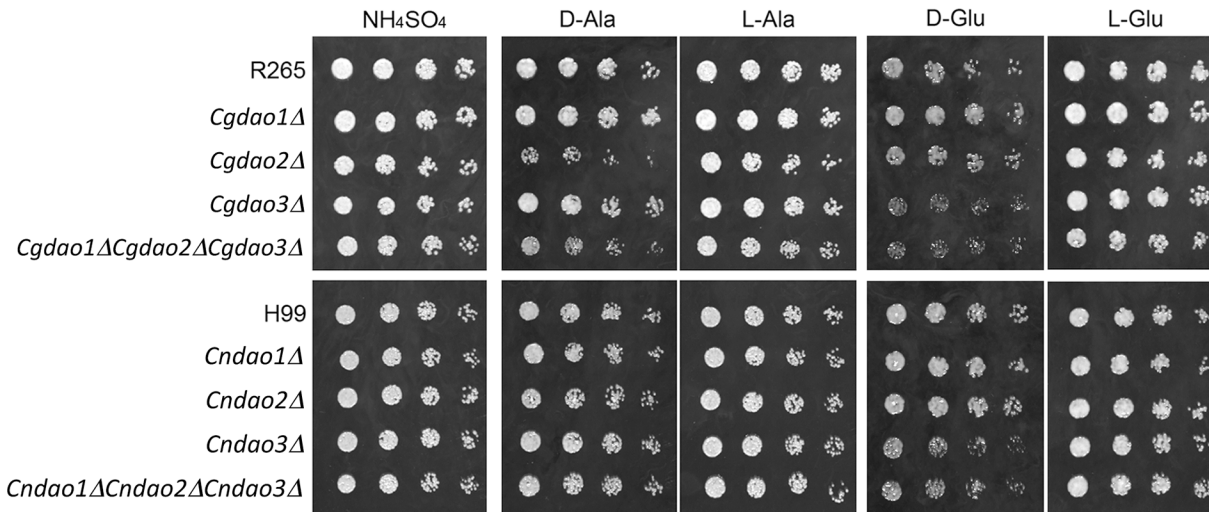 NH₄SO₄ D-Ala L-Ala D-Glu L-Glu
R265
Cgdao1Δ
Cgdao2Δ
Cgdao3Δ
Cgdao1ΔCgdao2ΔCgdao3Δ
H99
Cndao1Δ
Cndao2Δ
Cndao3Δ
Cndao1ΔCndao2ΔCndao3Δ